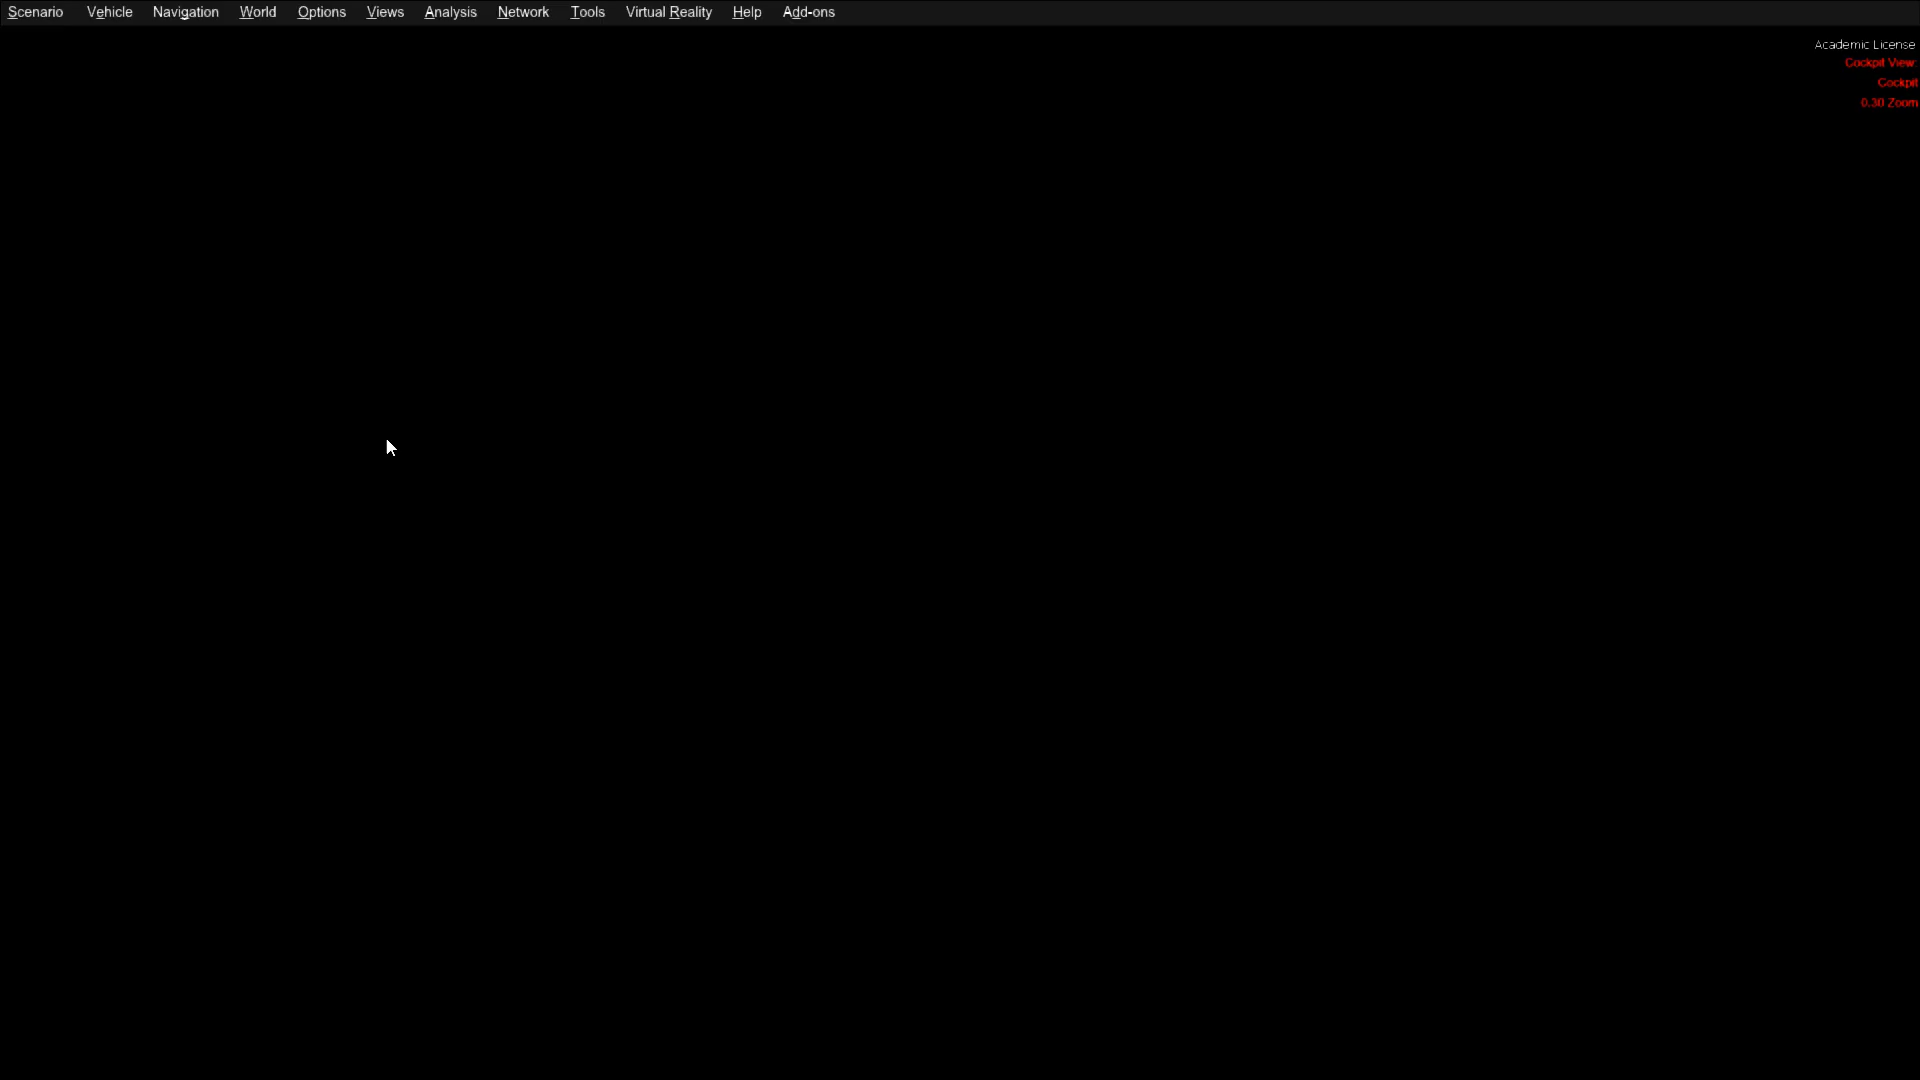 Scenario Vehicle Navigation World Options Views Analysis Network Tools Virtual Reality Help Add-ons
Academic License
Cockpit View:
Cockpit
0.30 Zoom